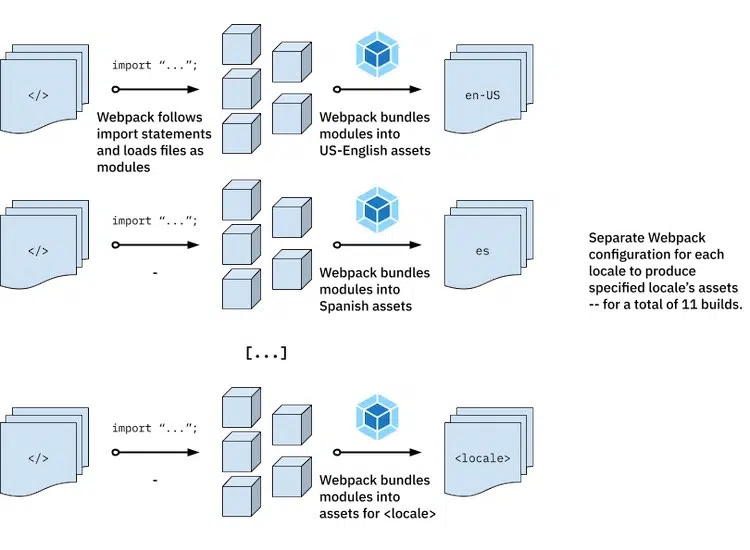 import “...”;
</>
en-US
Webpack follows
import statements
and loads files as
modules
Webpack bundles
modules into
US-English assets
import “...”;
</>
es
-
Webpack bundles
modules into
Spanish assets
Separate Webpack
configuration for each
locale to produce
specified locale’s assets
-- for a total of 11 builds.
[...]
import “...”;
</>
<locale>
-
Webpack bundles
modules into
assets for <locale>